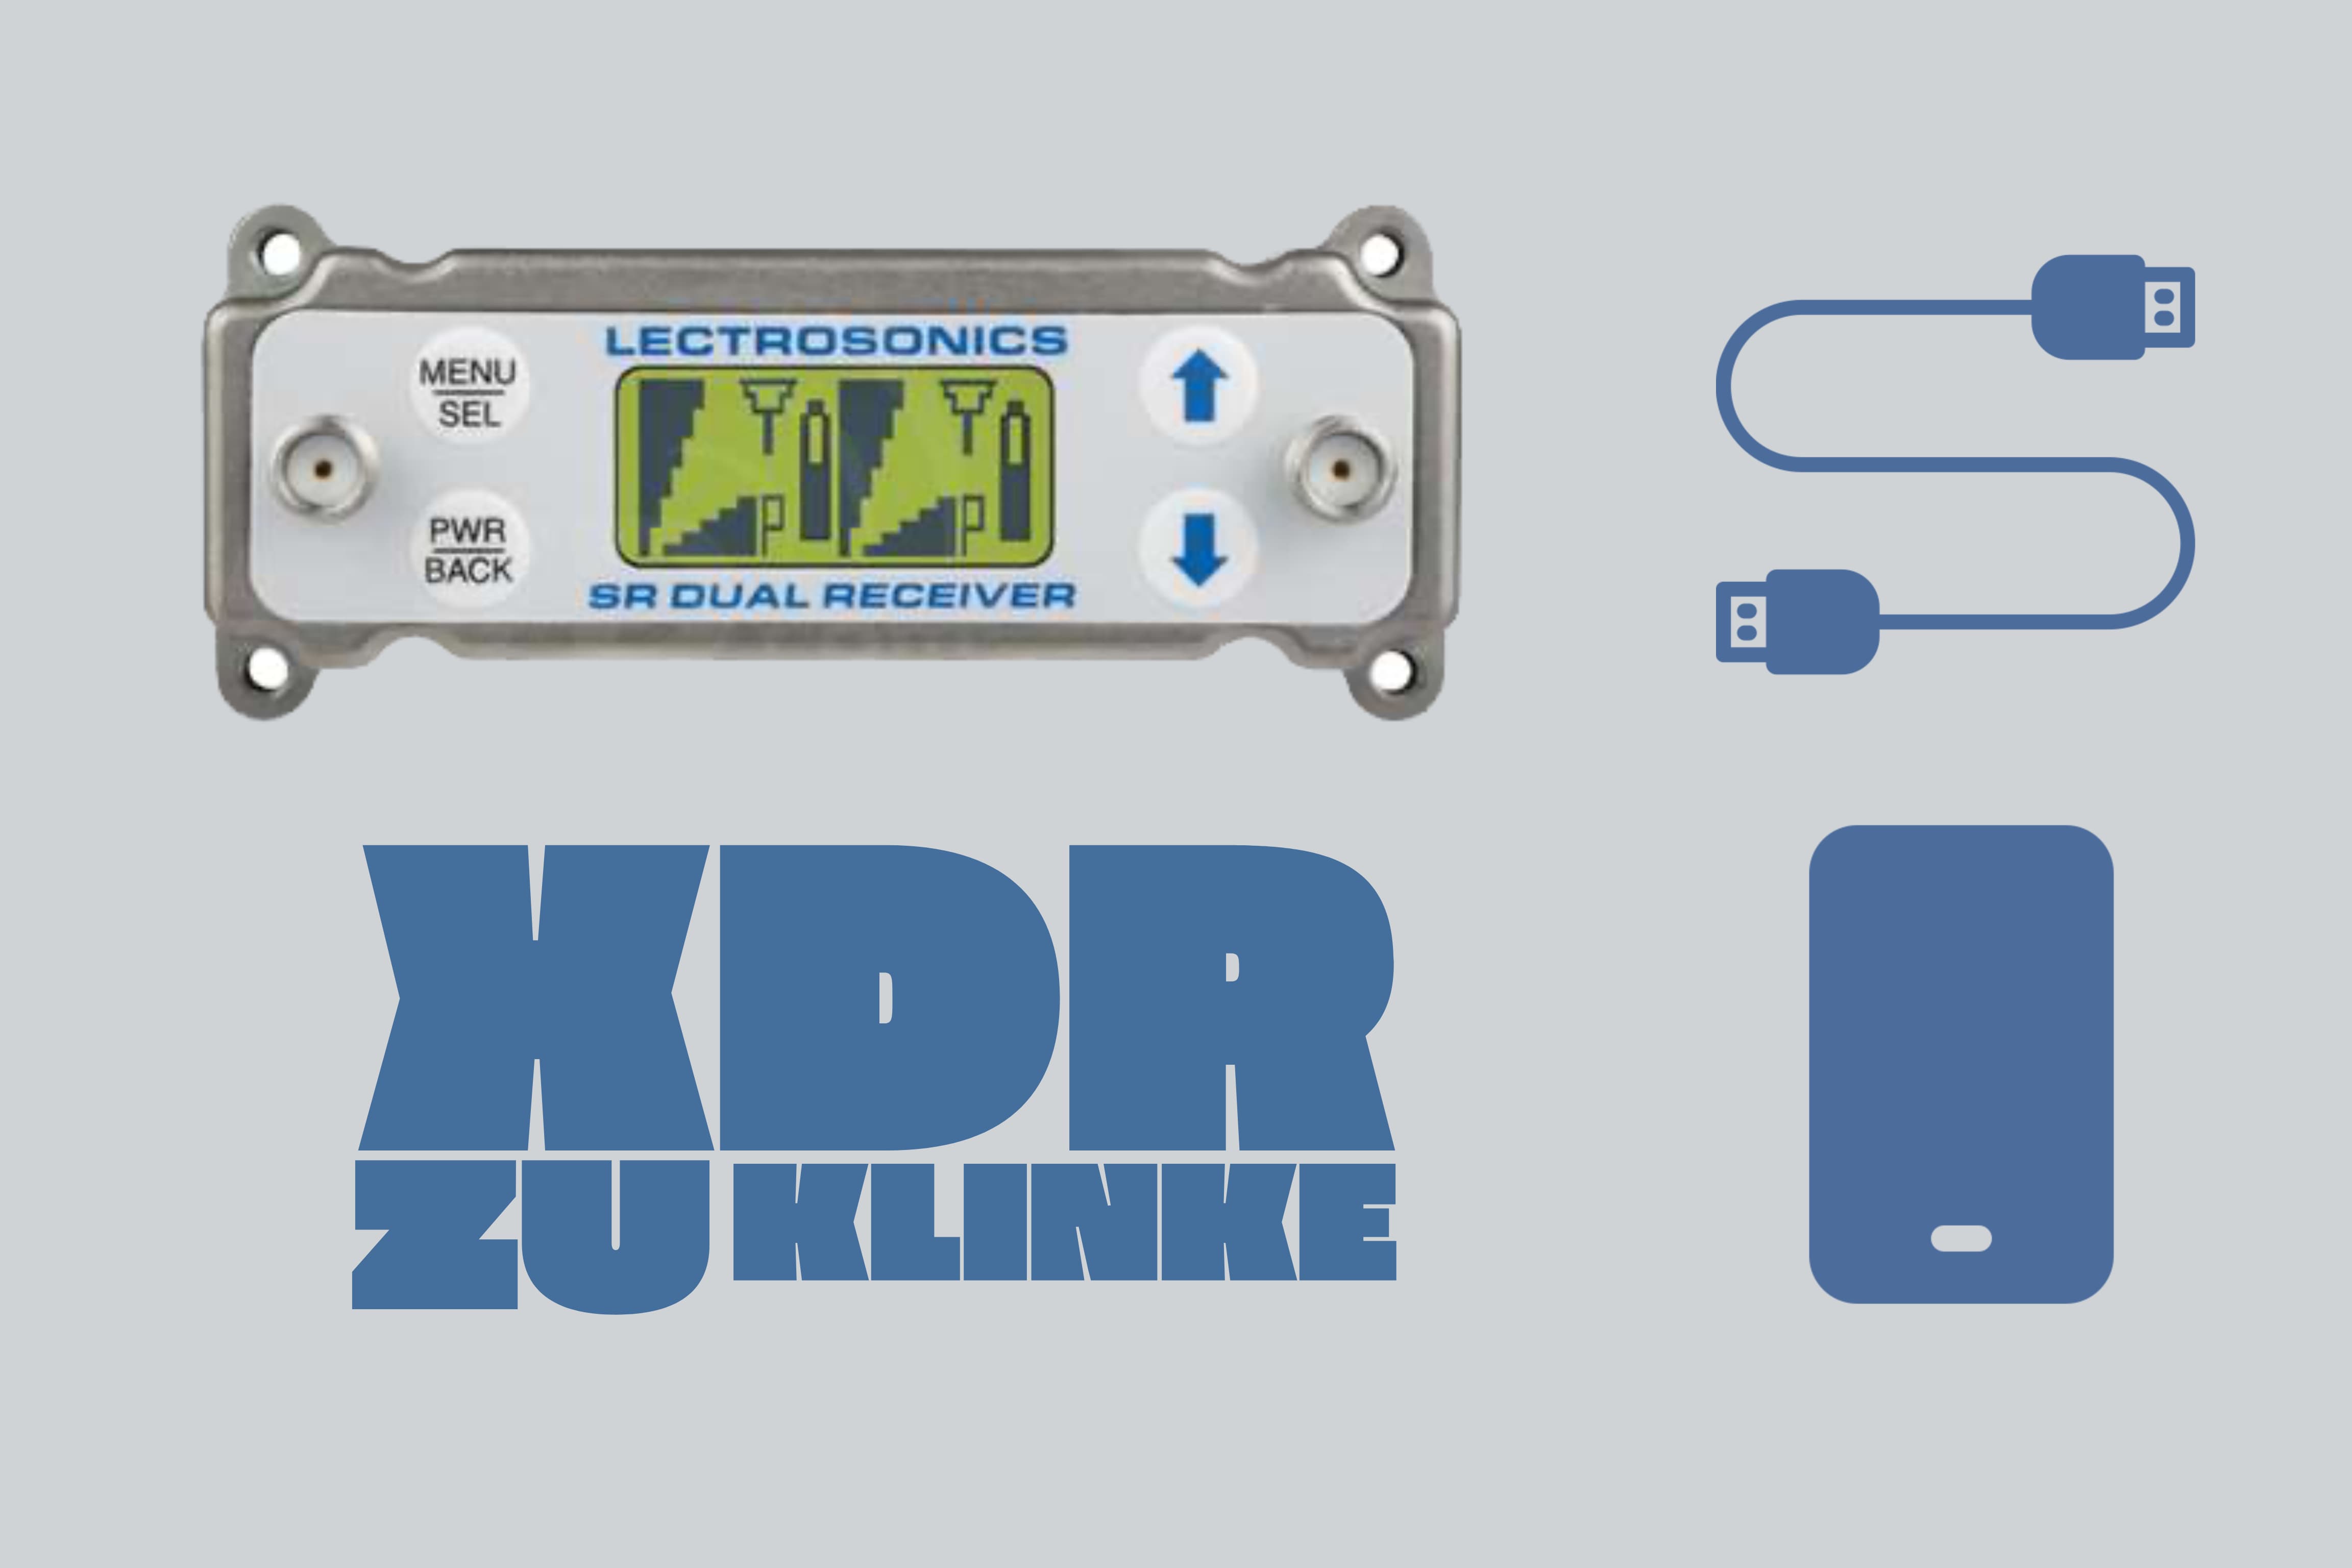 LECTROSONICS
MENU
SEL
PWR
BACK
SR DUAL RECEIVER
XDR
ZU KLINKE